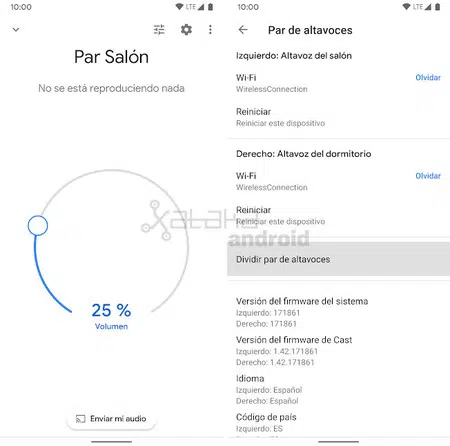 10:00
LTE
Par Salón
No se está reproduciendo nada
25 %
Volumen
Enviar mi audio
10:00
LTE
Par de altavoces
Izquierdo: Altavoz del salón
Wi-Fi
Olvidar
WirelessConnection
Reiniciar
Reiniciar este dispositivo
Derecho: Altavoz del dormitorio
Wi-Fi
Olvidar
WirelessConnection
Reiniciar
Reiniciar este dispositivo
Xataka
android
Dividir par de altavoces
Versión del firmware del sistema
Izquierdo: 171861
Derecho: 171861
Versión del firmware de Cast
Izquierdo: 1.42.171861
Derecho: 1.42.171861
Idioma
Izquierdo: Español
Derecho: Español
Código de país
Izquierdo: ES